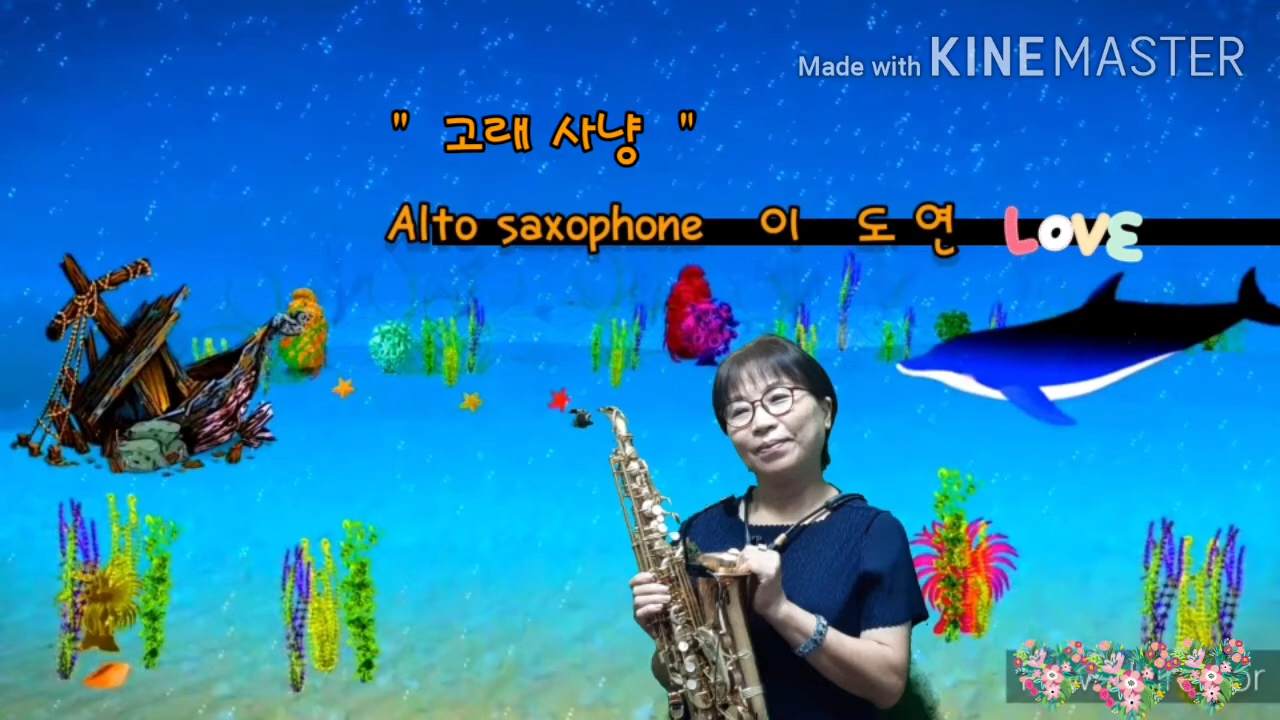 Made with KINEMASTER
" 고래 사냥 "
Alto saxophone 이 도 연 LOVE